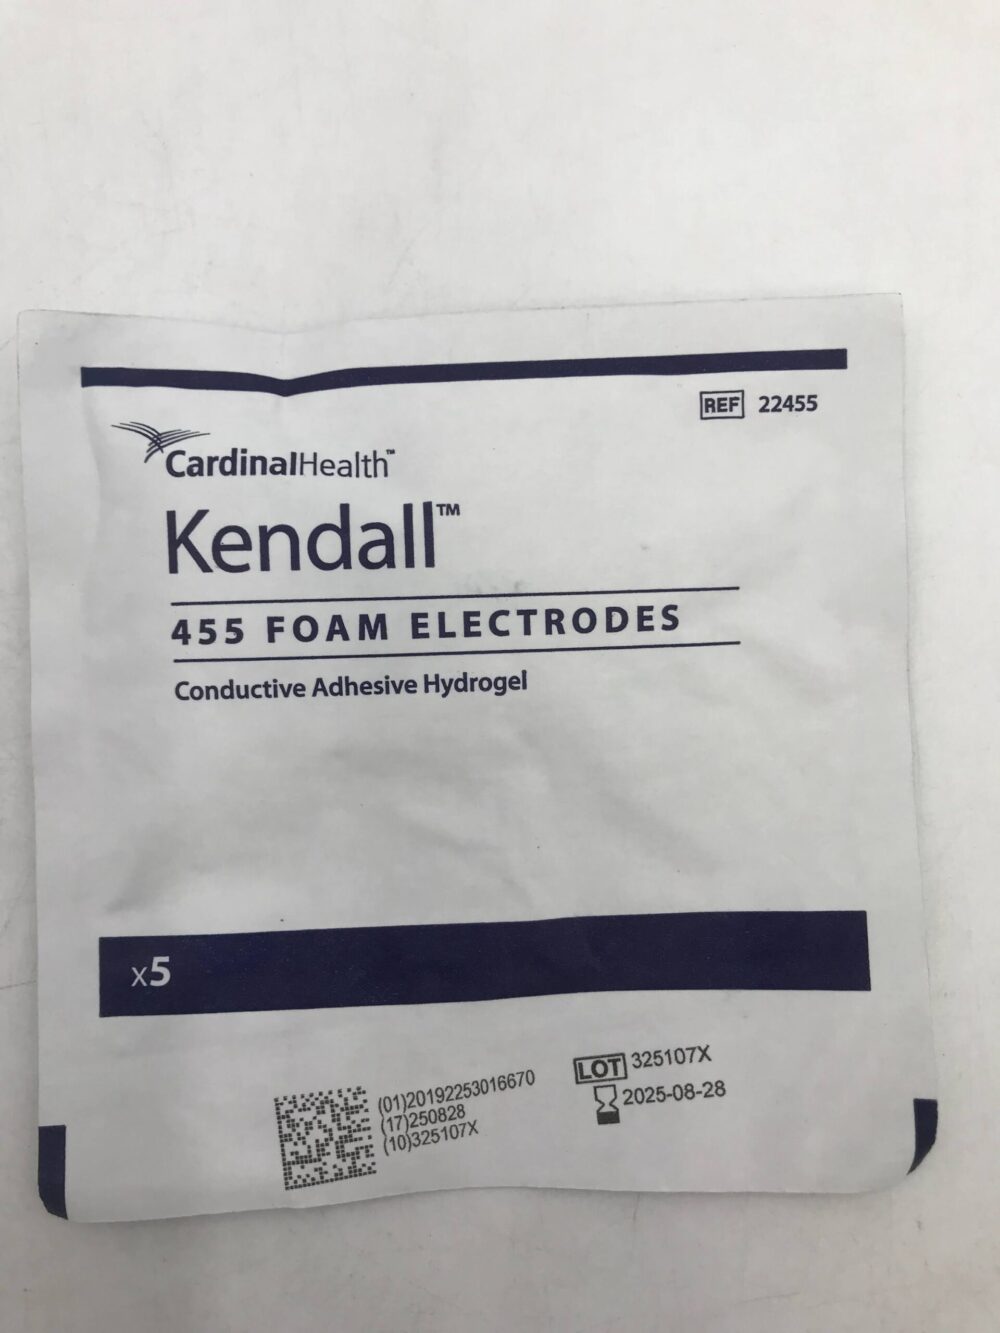 REF 22455
CardinalHealth™
Kendall™
455 FOAM ELECTRODES
Conductive Adhesive Hydrogel
x5
LOT 325107X
2025-08-28
(01)20192253016670
(17)250828
(10)325107X